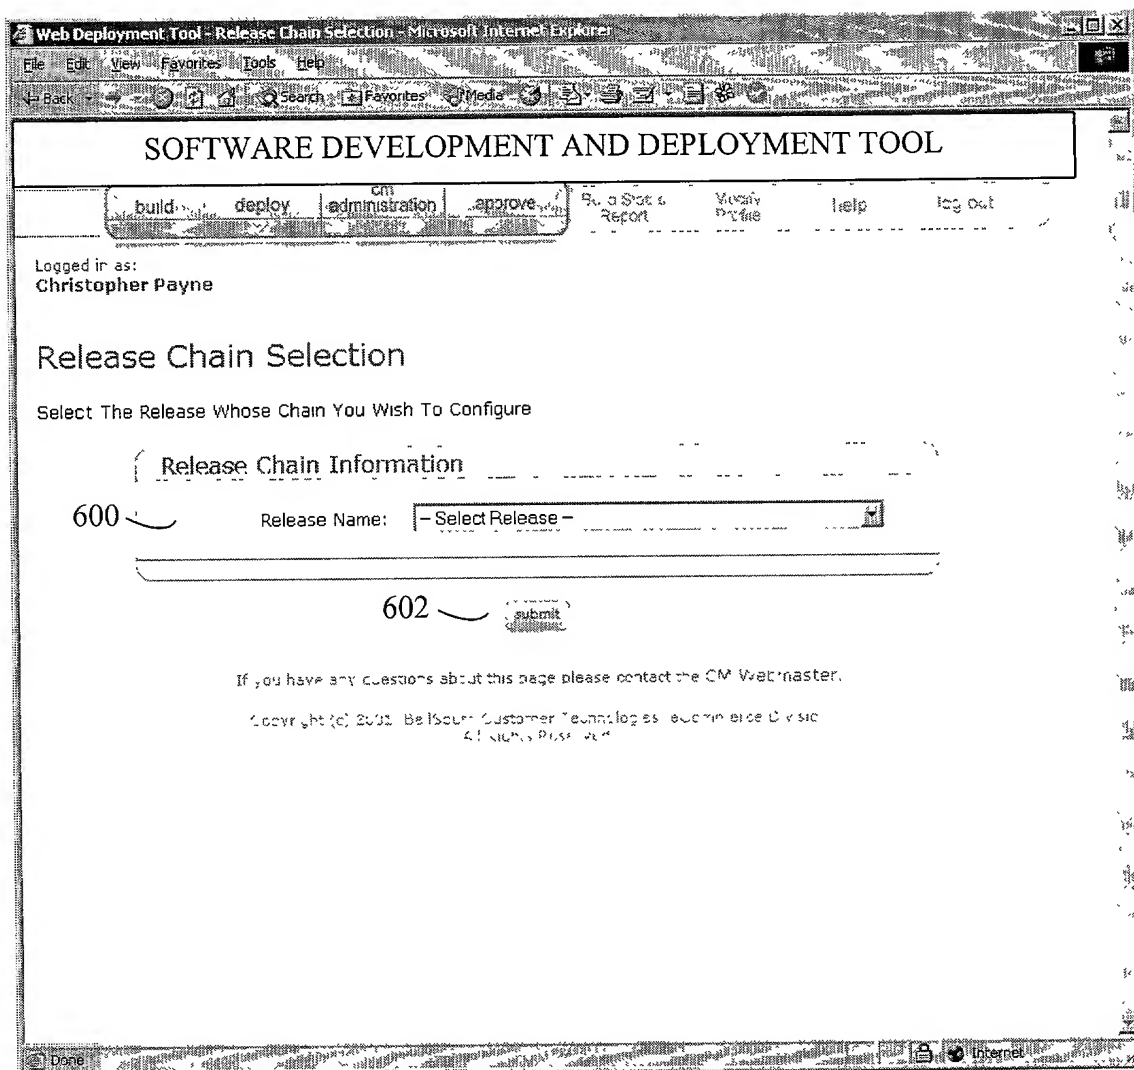 Web Deployment Tool - Release Chain Selection - Microsoft Internet Explorer
File Edit View Favorites Tools Help
Back Search Favorites Media
SOFTWARE DEVELOPMENT AND DEPLOYMENT TOOL
build deploy cm administration approve Report Profile help log out
Logged in as:
Christopher Payne
Release Chain Selection
Select The Release Whose Chain You Wish To Configure
Release Chain Information
600 Release Name: – Select Release –
602 submit
If you have any questions about this page please contact the CM Webmaster.
Customer
Done Internet